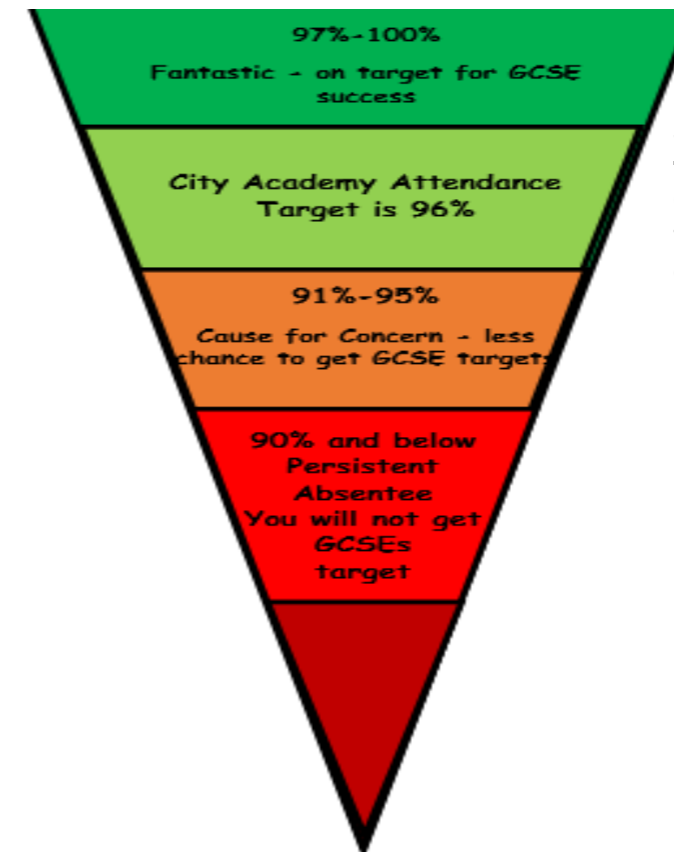 97%-100%
Fantastic - on target for GCSE
success
City Academy Attendance
Target is 96%
91%-95%
Cause for Concern - less
chance to get GCSE targets
90% and below
Persistent
Absentee
You will not get
GCSEs
target